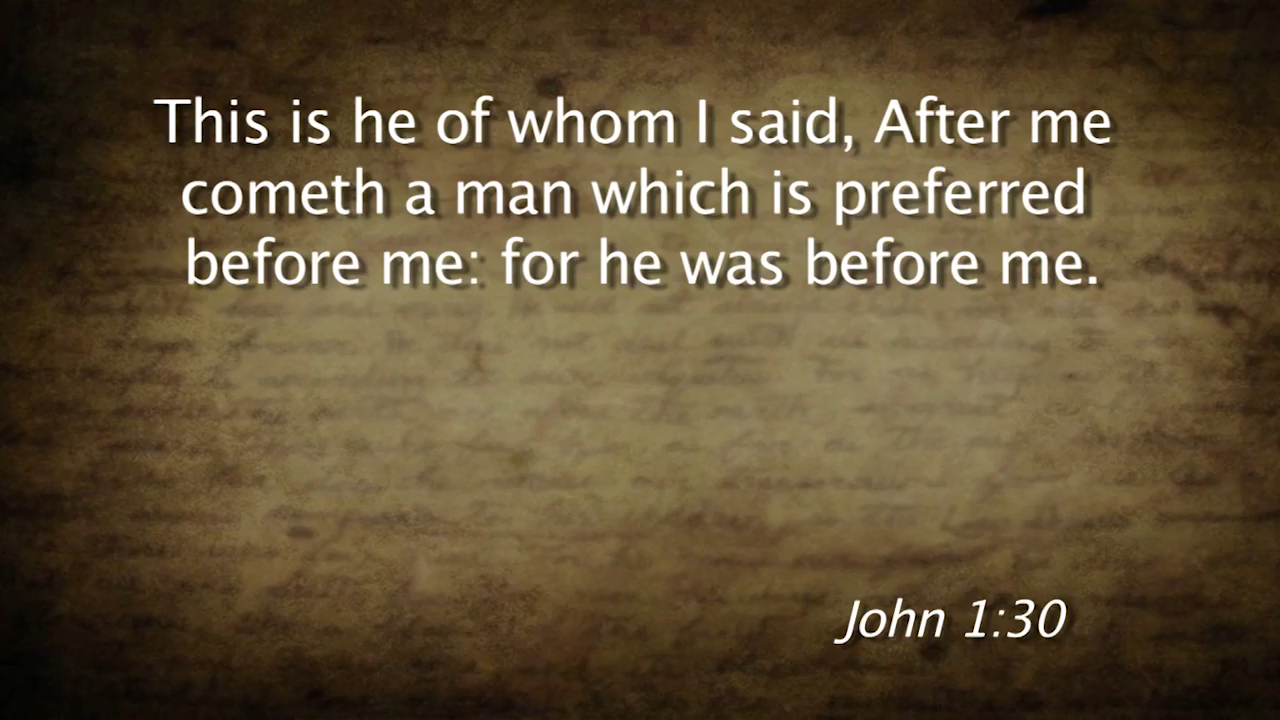 This is he of whom I said, After me
cometh a man which is preferred
before me: for he was before me.
John 1:30